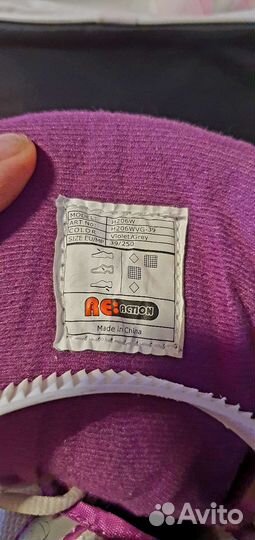 MODEL H206W
ART NO H206WVG-39
COLOR Violet/Grey
SIZE EU/MM 39/250
RE:ACTION
Made in China
Avito